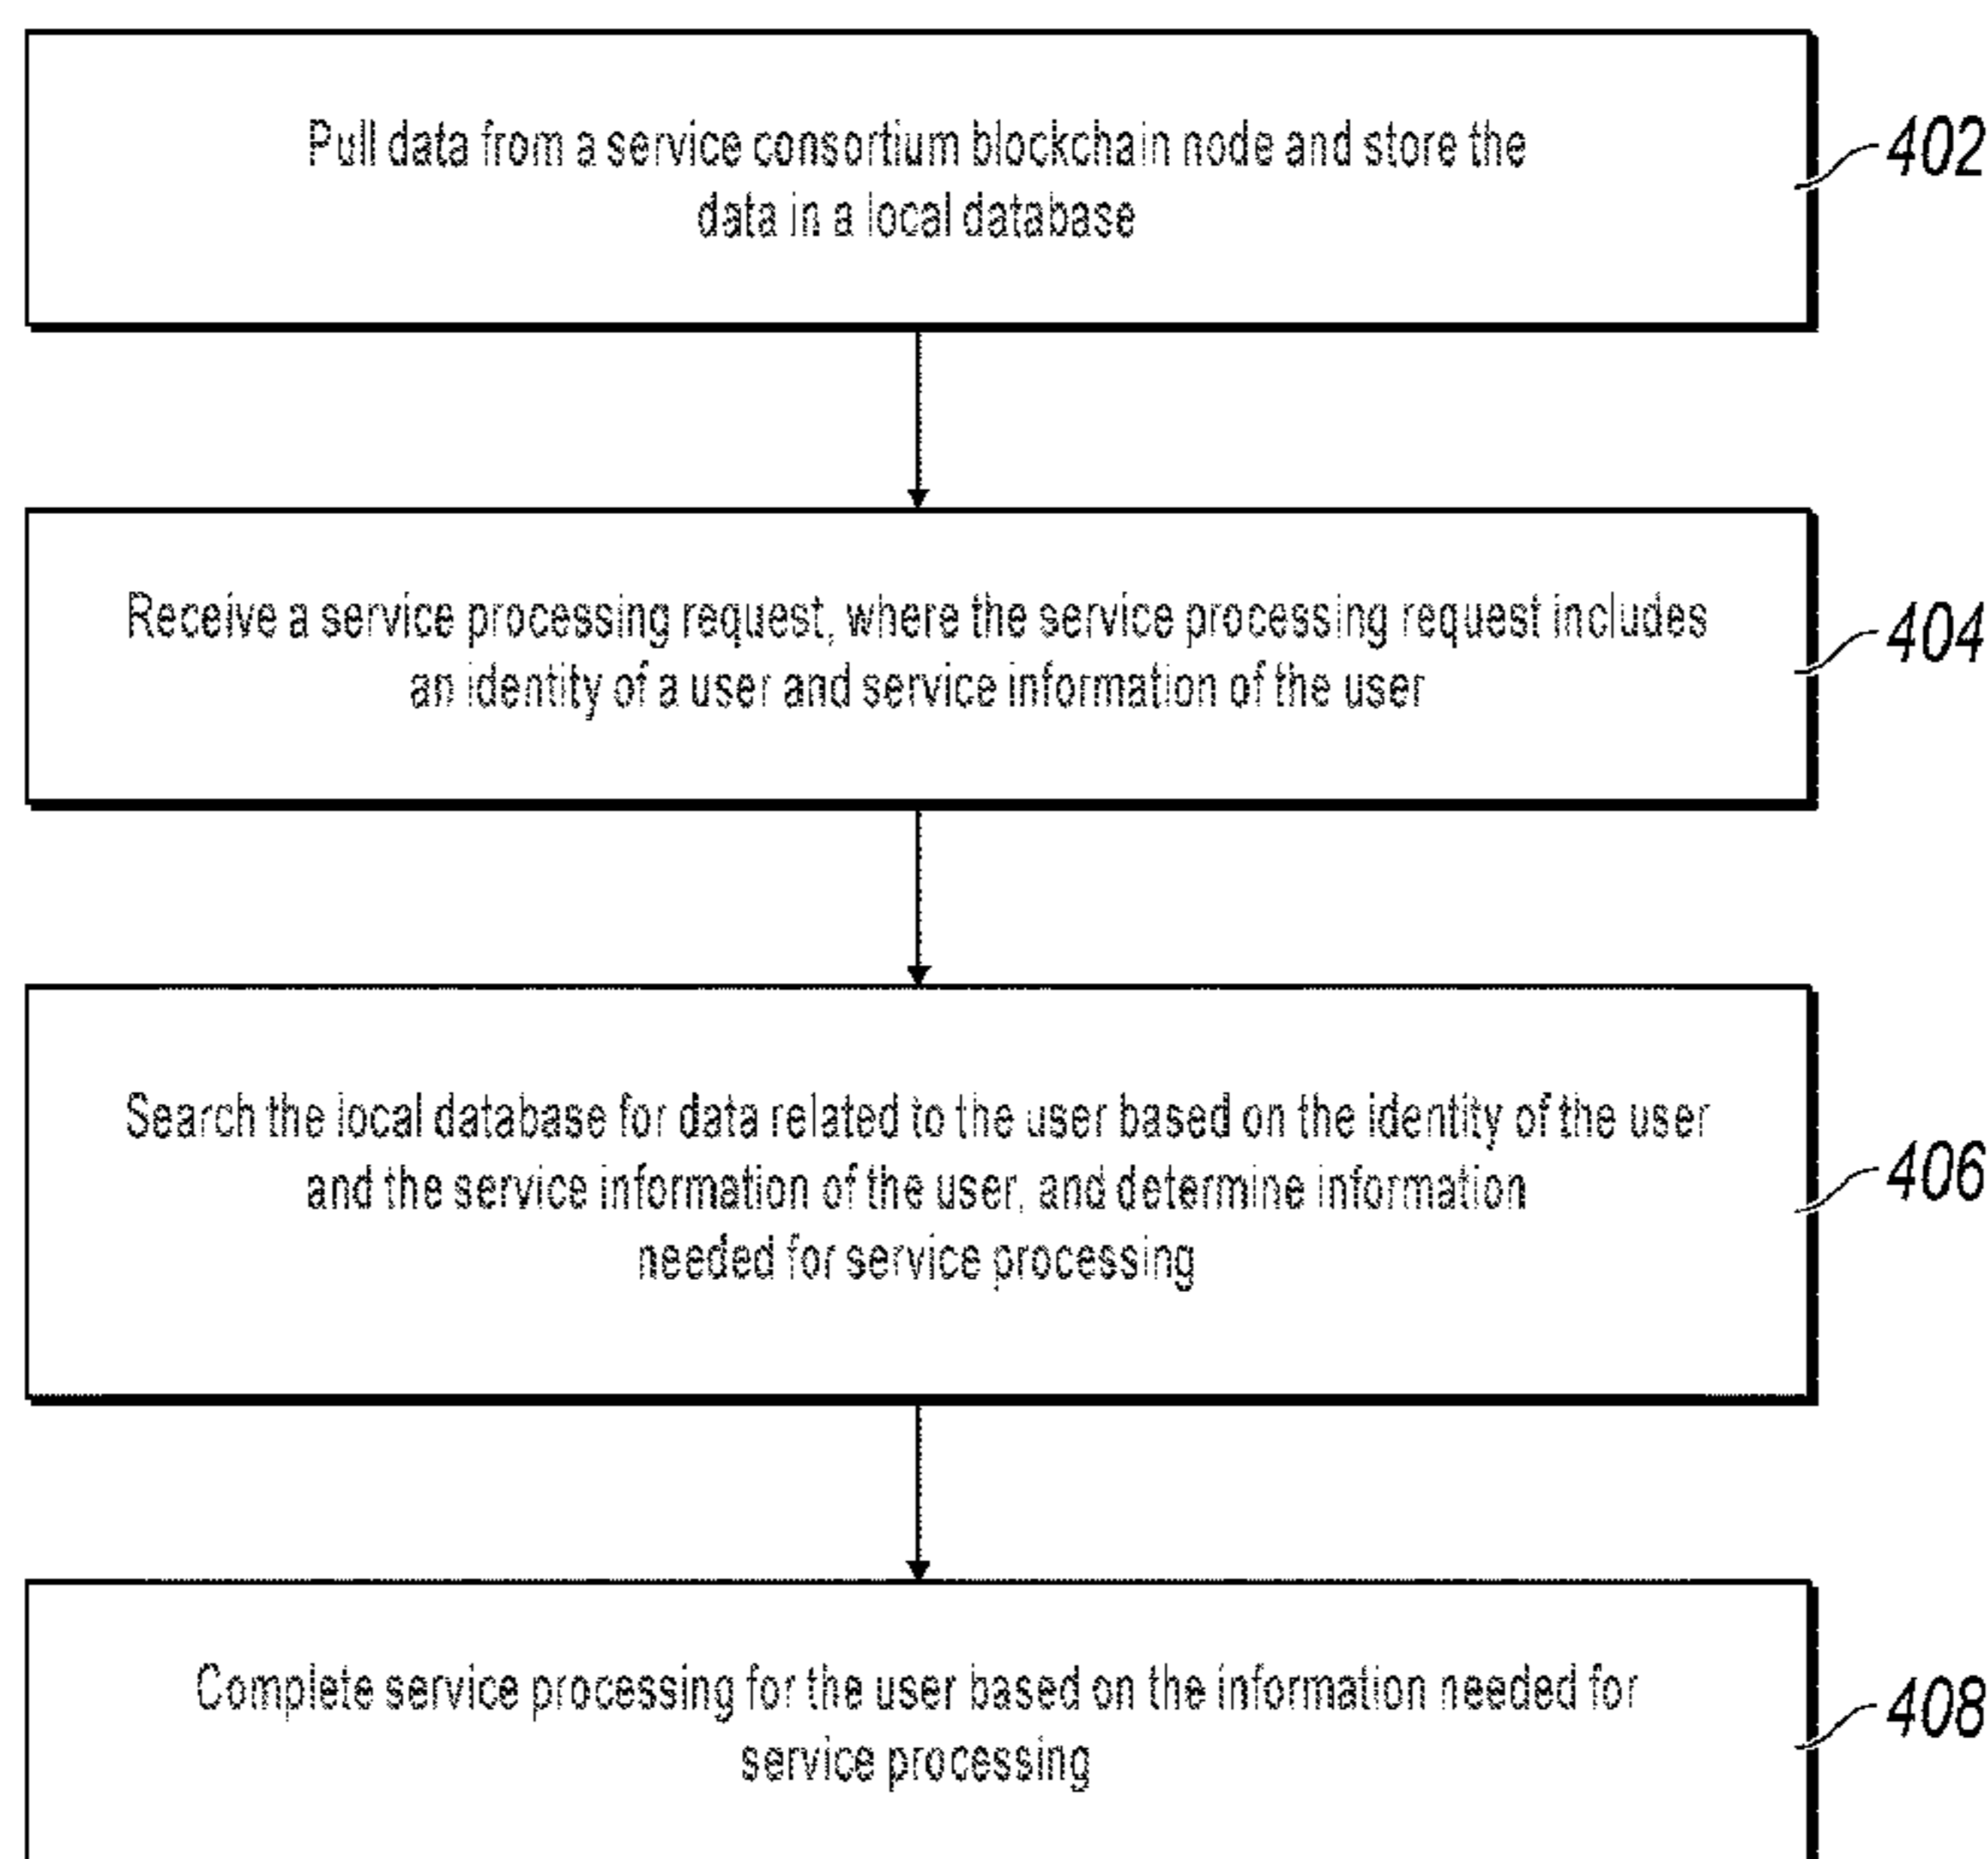 Pull data from a service consortium blockchain node and store the
data in a local database
402
Receive a service processing request, where the service processing request includes
an identity of a user and service information of the user
404
Search the local database for data related to the user based on the identity of the user
and the service information of the user, and determine information
needed for service processing
406
Complete service processing for the user based on the information needed for
service processing
408